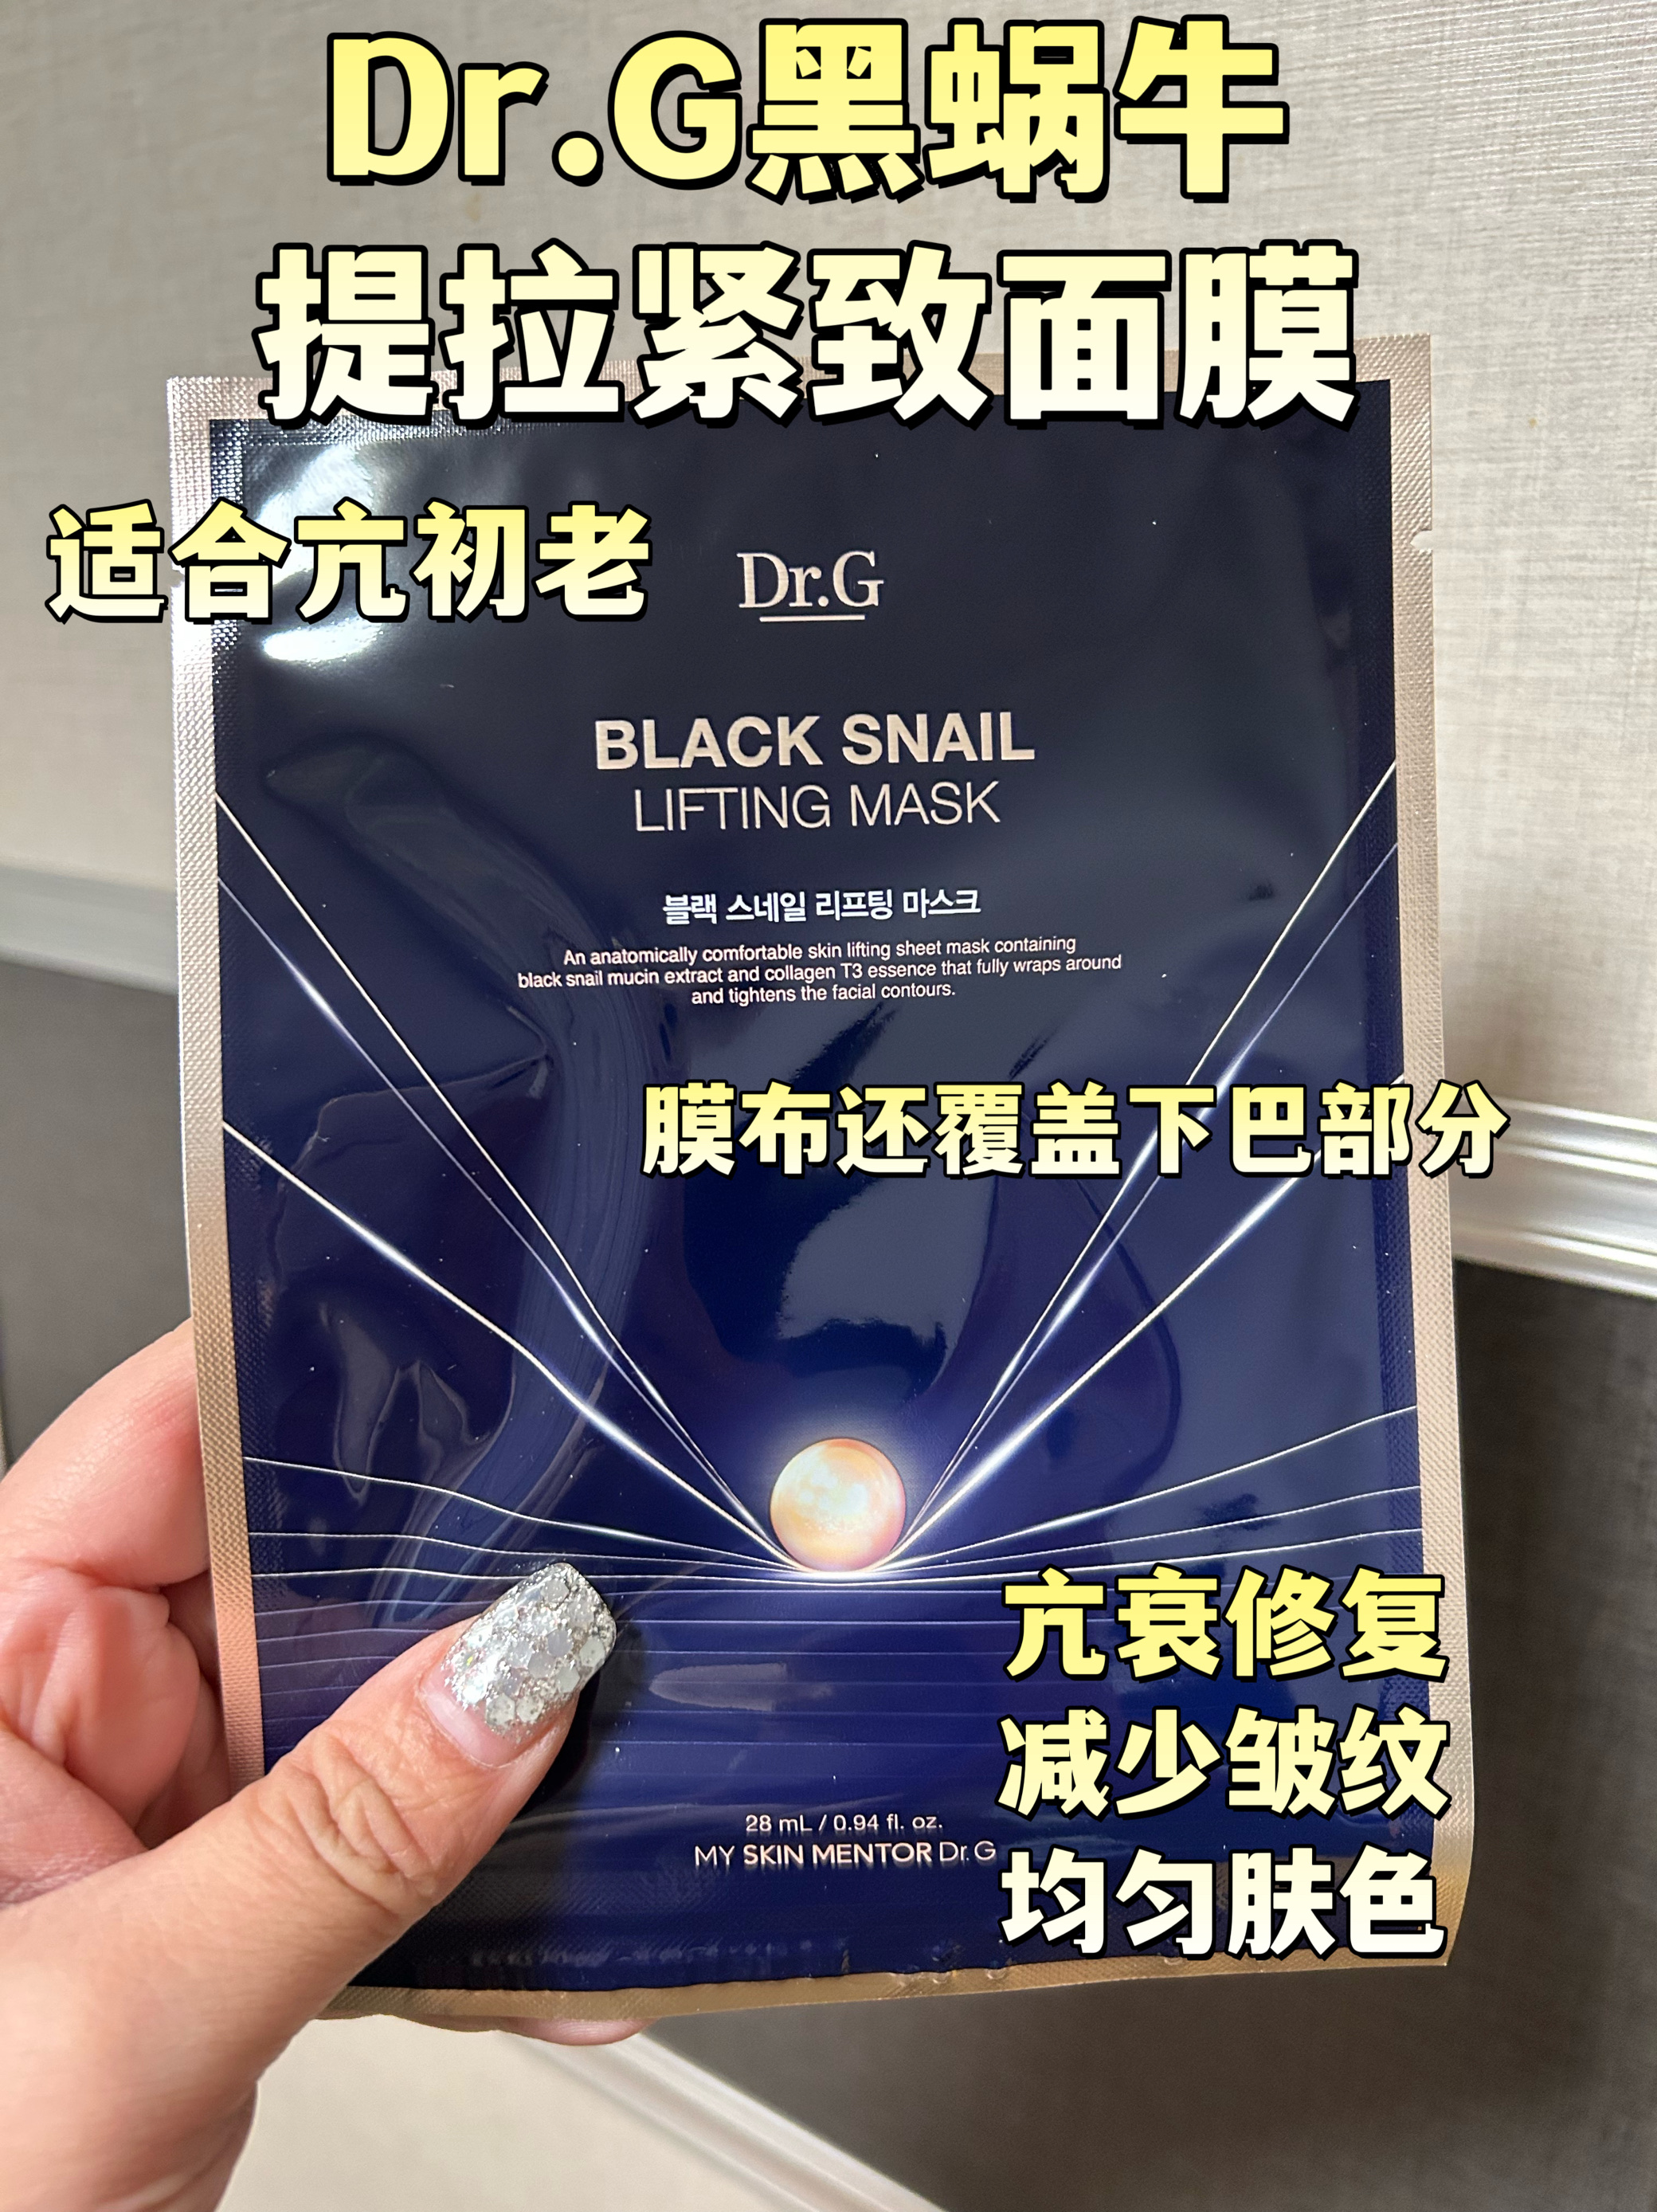 Dr.G黑蜗牛
提拉紧致面膜
适合亢初老
Dr.G
BLACK SNAIL
LIFTING MASK
블랙 스네일 리프팅 마스크
An anatomically comfortable skin lifting sheet mask containing
black snail mucin extract and collagen T3 essence that fully wraps around
and tightens the facial contours.
膜布还覆盖下巴部分
亢衰修复
减少皱纹
均匀肤色
28 mL / 0.94 fl. oz.
MY SKIN MENTOR Dr.G